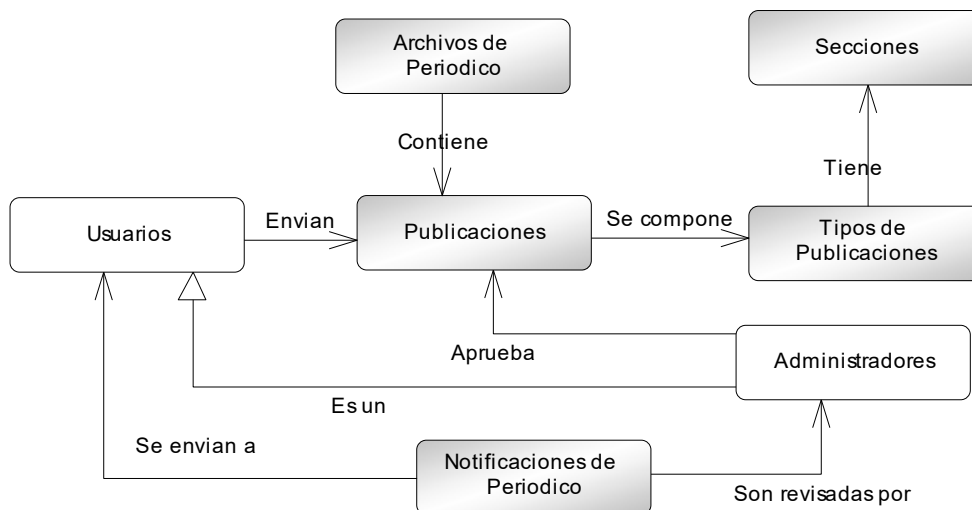 Archivos de
Periodico
Secciones
Contiene
Tiene
Usuarios
Envian
Publicaciones
Se compone
Tipos de
Publicaciones
Aprueba
Administradores
Es un
Se envian a
Notificaciones de
Periodico
Son revisadas por